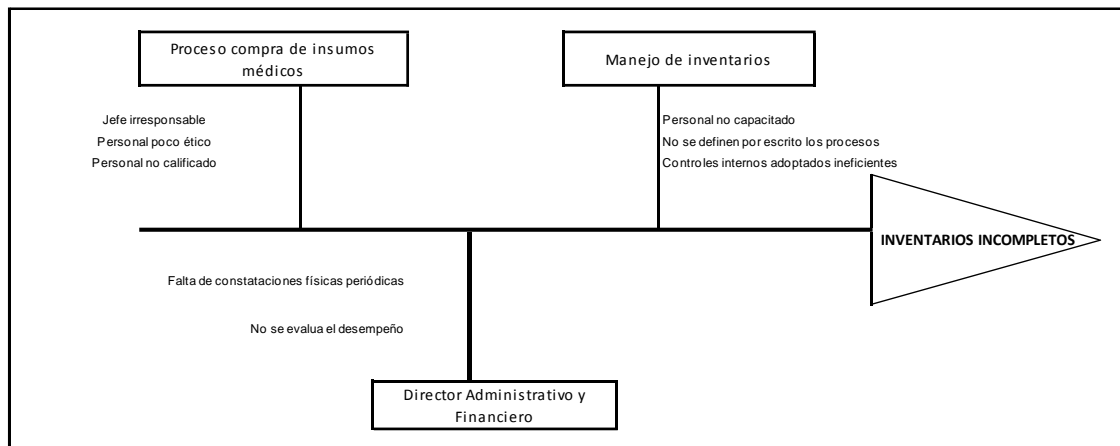 Proceso compra de insumos
médicos
Manejo de inventarios
Jefe irresponsable
Personal poco ético
Personal no calificado
Personal no capacitado
No se definen por escrito los procesos
Controles internos adoptados ineficientes
INVENTARIOS INCOMPLETOS
Falta de constataciones físicas periódicas
No se evalua el desempeño
Director Administrativo y
Financiero